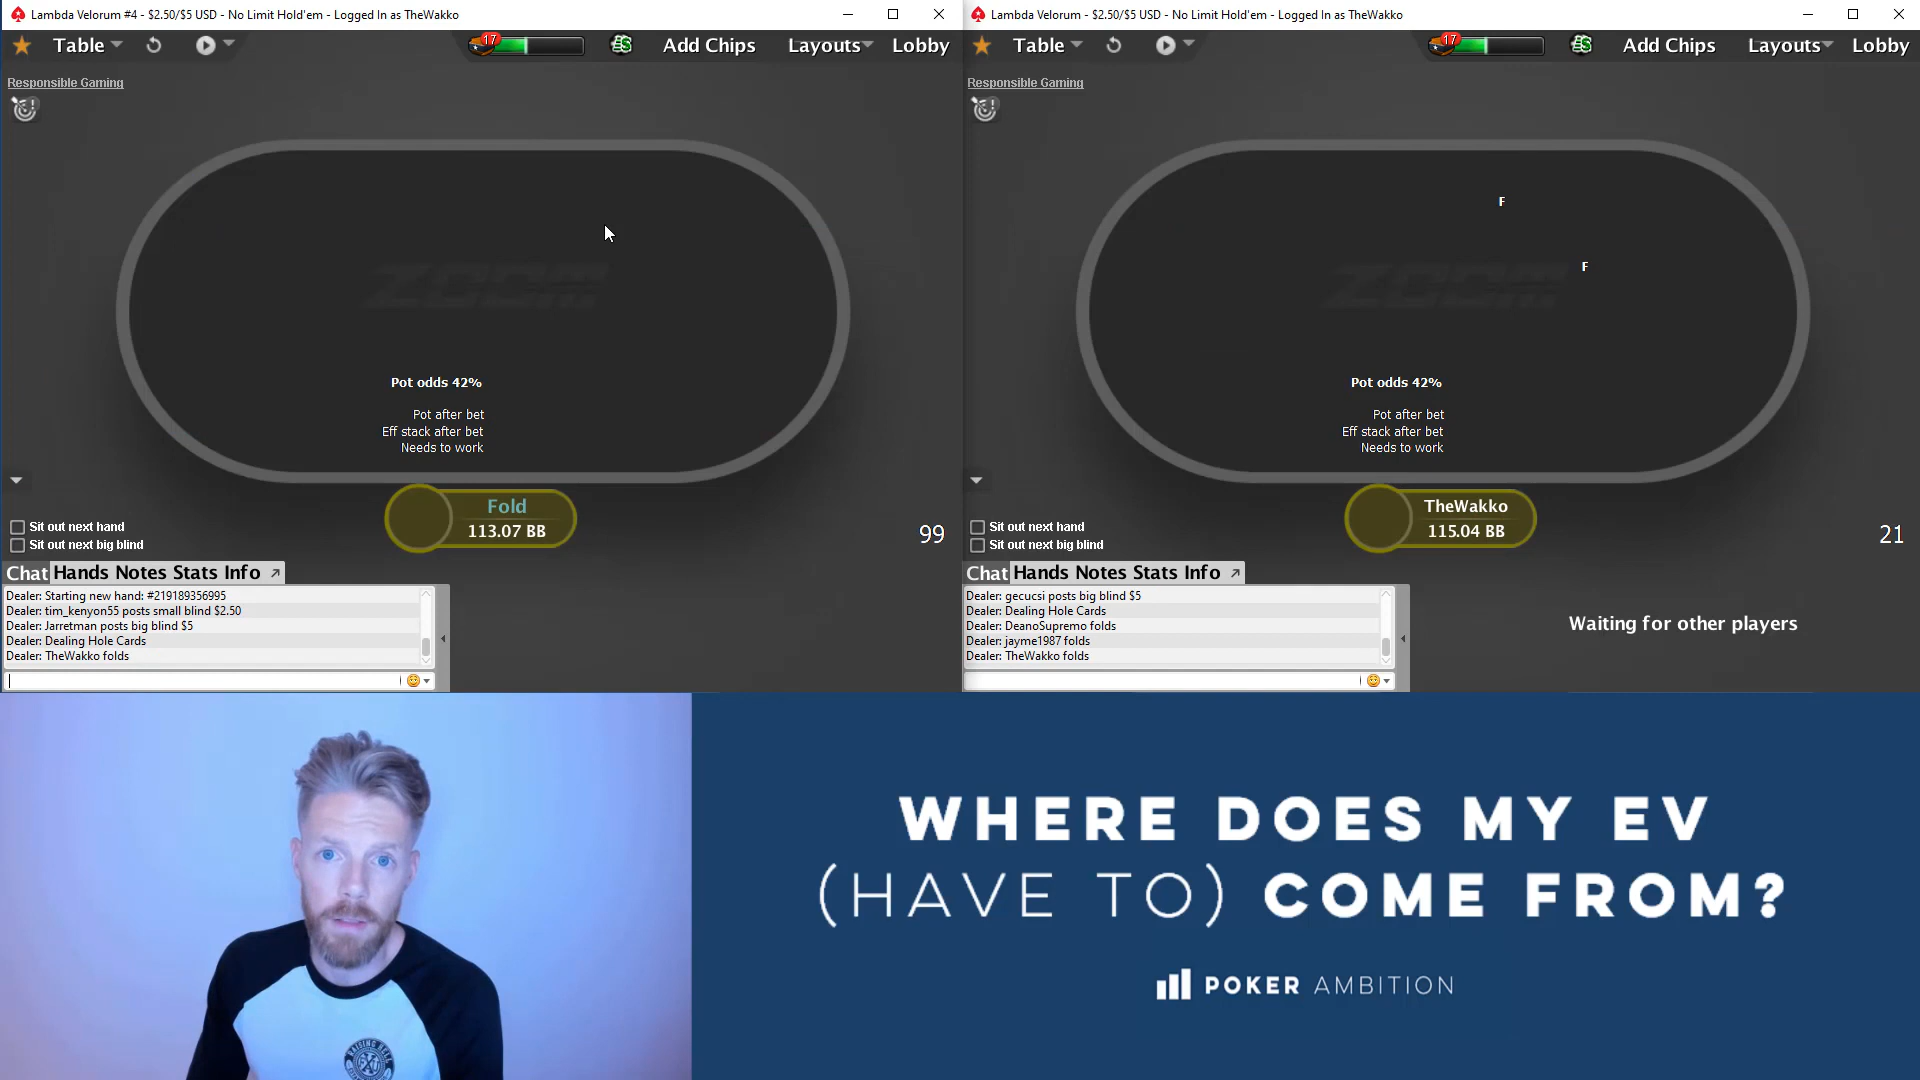 Lambda Velorum #4 - $2.50/$5 USD - No Limit Hold'em - Logged In as TheWakko
Table
17
Add Chips
Layouts
Lobby
Responsible Gaming
ZOOM
Pot odds 42%
Pot after bet
Eff stack after bet
Needs to work
Fold
113.07 BB
Sit out next hand
Sit out next big blind
99
Chat Hands Notes Stats Info
Dealer: Starting new hand: #219189356995
Dealer: tim_kenyon55 posts small blind $2.50
Dealer: Jarretman posts big blind $5
Dealer: Dealing Hole Cards
Dealer: TheWakko folds
Lambda Velorum - $2.50/$5 USD - No Limit Hold'em - Logged In as TheWakko
Table
17
Add Chips
Layouts
Lobby
Responsible Gaming
F
F
ZOOM
Pot odds 42%
Pot after bet
Eff stack after bet
Needs to work
TheWakko
115.04 BB
Sit out next hand
Sit out next big blind
21
Chat Hands Notes Stats Info
Dealer: gecucsi posts big blind $5
Dealer: Dealing Hole Cards
Dealer: DeanoSupremo folds
Dealer: jayme1987 folds
Dealer: TheWakko folds
Waiting for other players
RAISING HELL
WHERE DOES MY EV
(HAVE TO) COME FROM?
POKER AMBITION